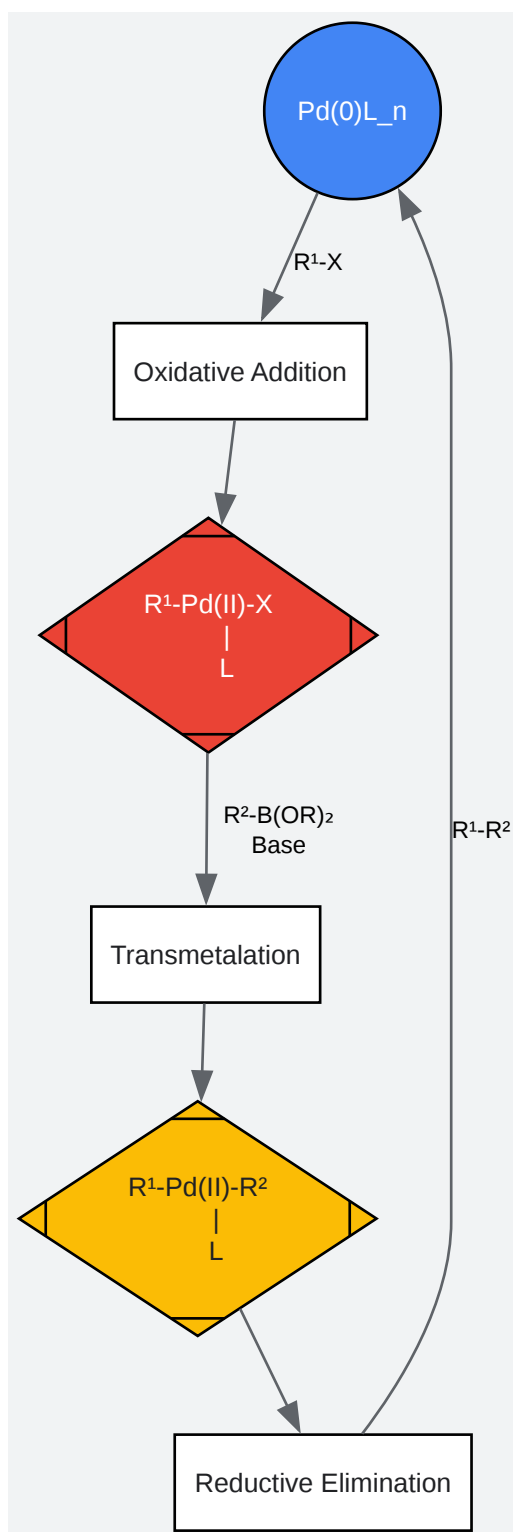 Pd(0)L_n
R¹-X
Oxidative Addition
R¹-Pd(II)-X
|
L
R²-B(OR)₂
Base
R¹-R²
Transmetalation
R¹-Pd(II)-R²
|
L
Reductive Elimination